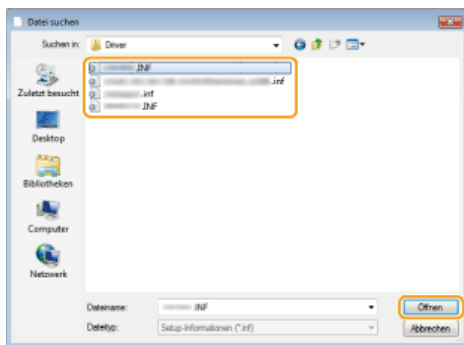 Datei suchen
Suchen in:
Driver
.INF
.inf
.inf
.INF
Zuletzt besucht
Desktop
Bibliotheken
Computer
Netzwerk
Dateiname:
.INF
Öffnen
Dateityp:
Setup-Informationen (*.inf)
Abbrechen